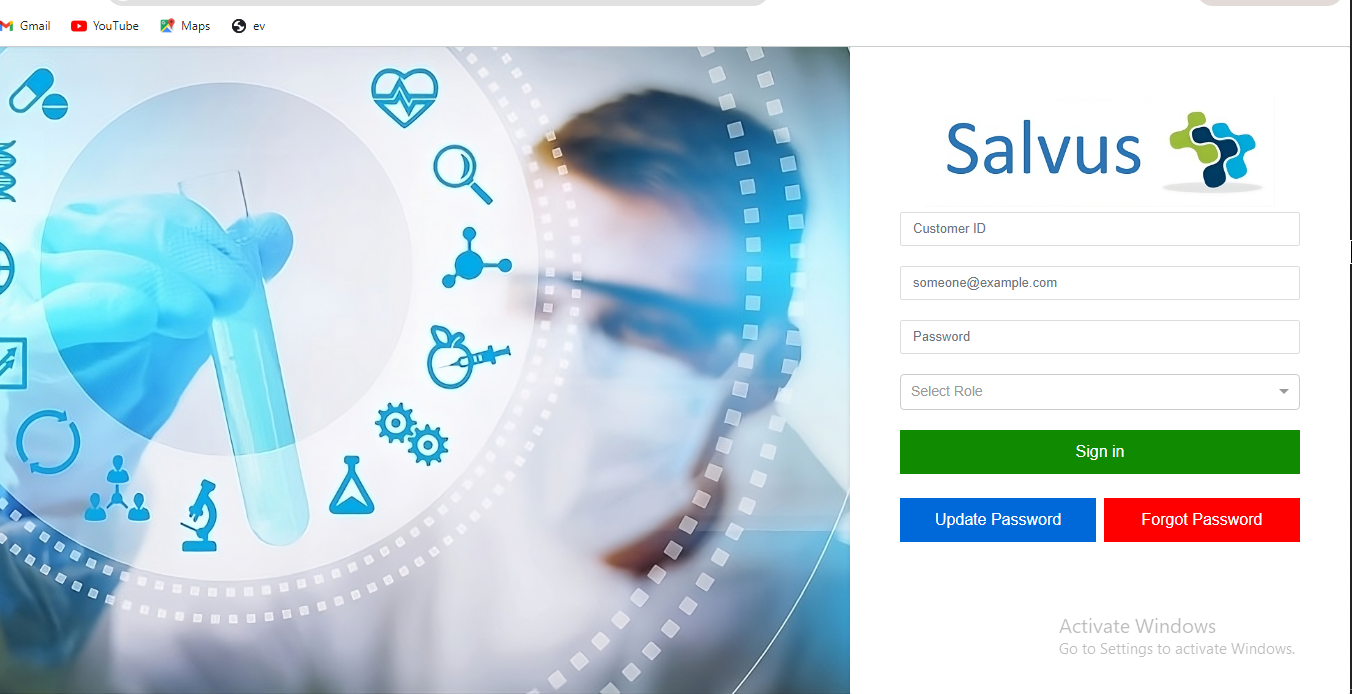 Gmail
YouTube
Maps
ev
Salvus
Customer ID
someone@example.com
Password
Select Role
Sign in
Update Password
Forgot Password
Activate Windows
Go to Settings to activate Windows.